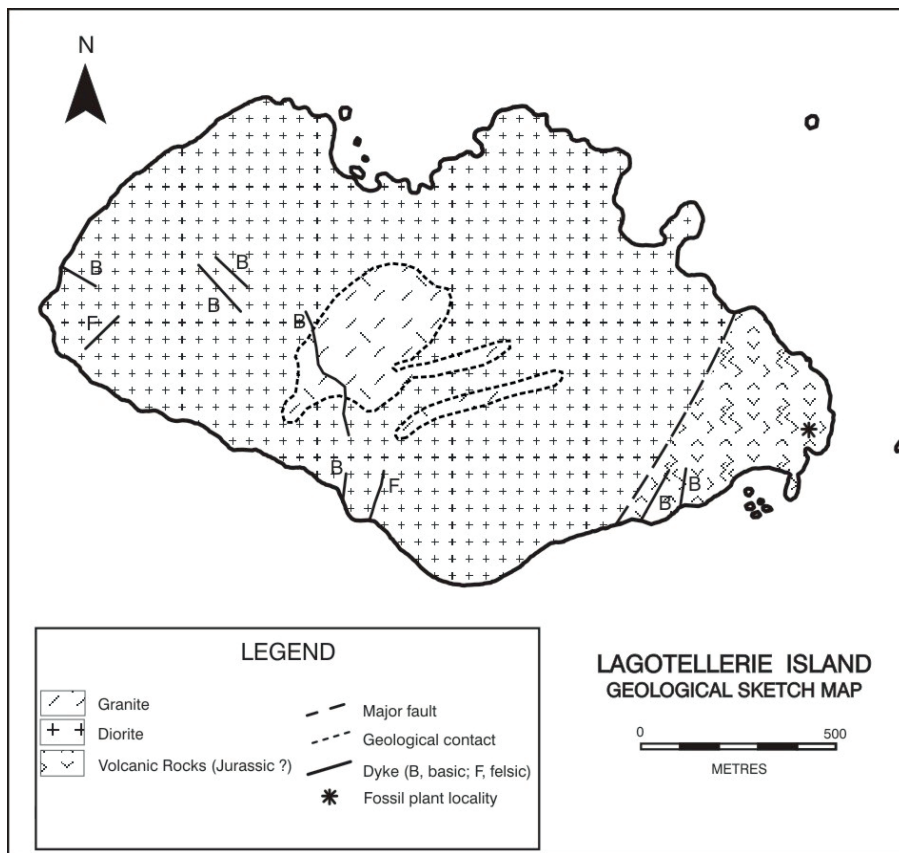 N
B
B
B
F
B
B
F
B
B
LEGEND
Granite
Diorite
Volcanic Rocks (Jurassic ?)
Major fault
Geological contact
Dyke (B, basic; F, felsic)
Fossil plant locality
LAGOTELLERIE ISLAND
GEOLOGICAL SKETCH MAP
0 500
METRES